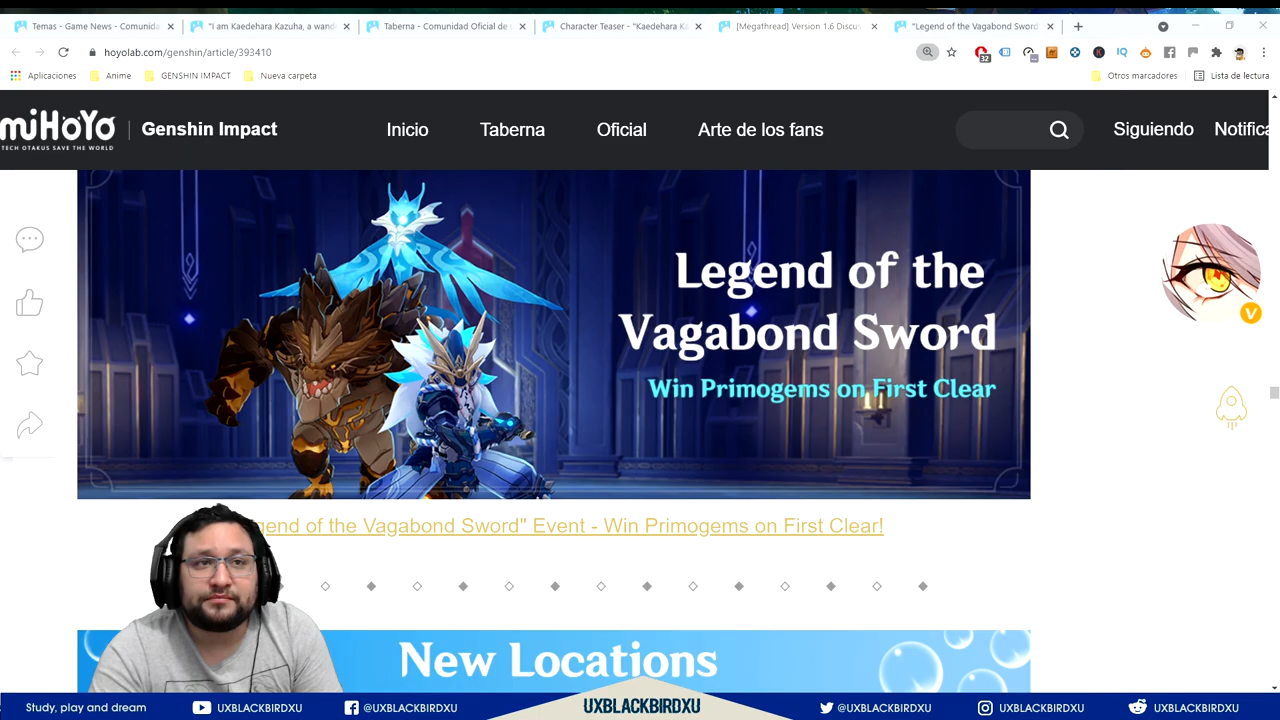 Temas - Game News - Comunida
"I am Kaedehara Kazuha, a wand
Taberna - Comunidad Oficial de
Character Teaser - "Kaedehara Ka
[Megathread] Version 1.6 Discus
"Legend of the Vagabond Sword"
hoyolab.com/genshin/article/393410
32
IQ
Aplicaciones
Anime
GENSHIN IMPACT
Nueva carpeta
Otros marcadores
Lista de lectura
miHoYo
TECH OTAKUS SAVE THE WORLD
Genshin Impact
Inicio
Taberna
Oficial
Arte de los fans
Siguiendo
Notifica
Legend of the
Vagabond Sword
Win Primogems on First Clear
gend of the Vagabond Sword" Event - Win Primogems on First Clear!
V
New Locations
Study, play and dream
UXBLACKBIRDXU
@UXBLACKBIRDXU
UXBLACKBIRDXU
@UXBLACKBIRDXU
UXBLACKBIRDXU
UXBLACKBIRDXU